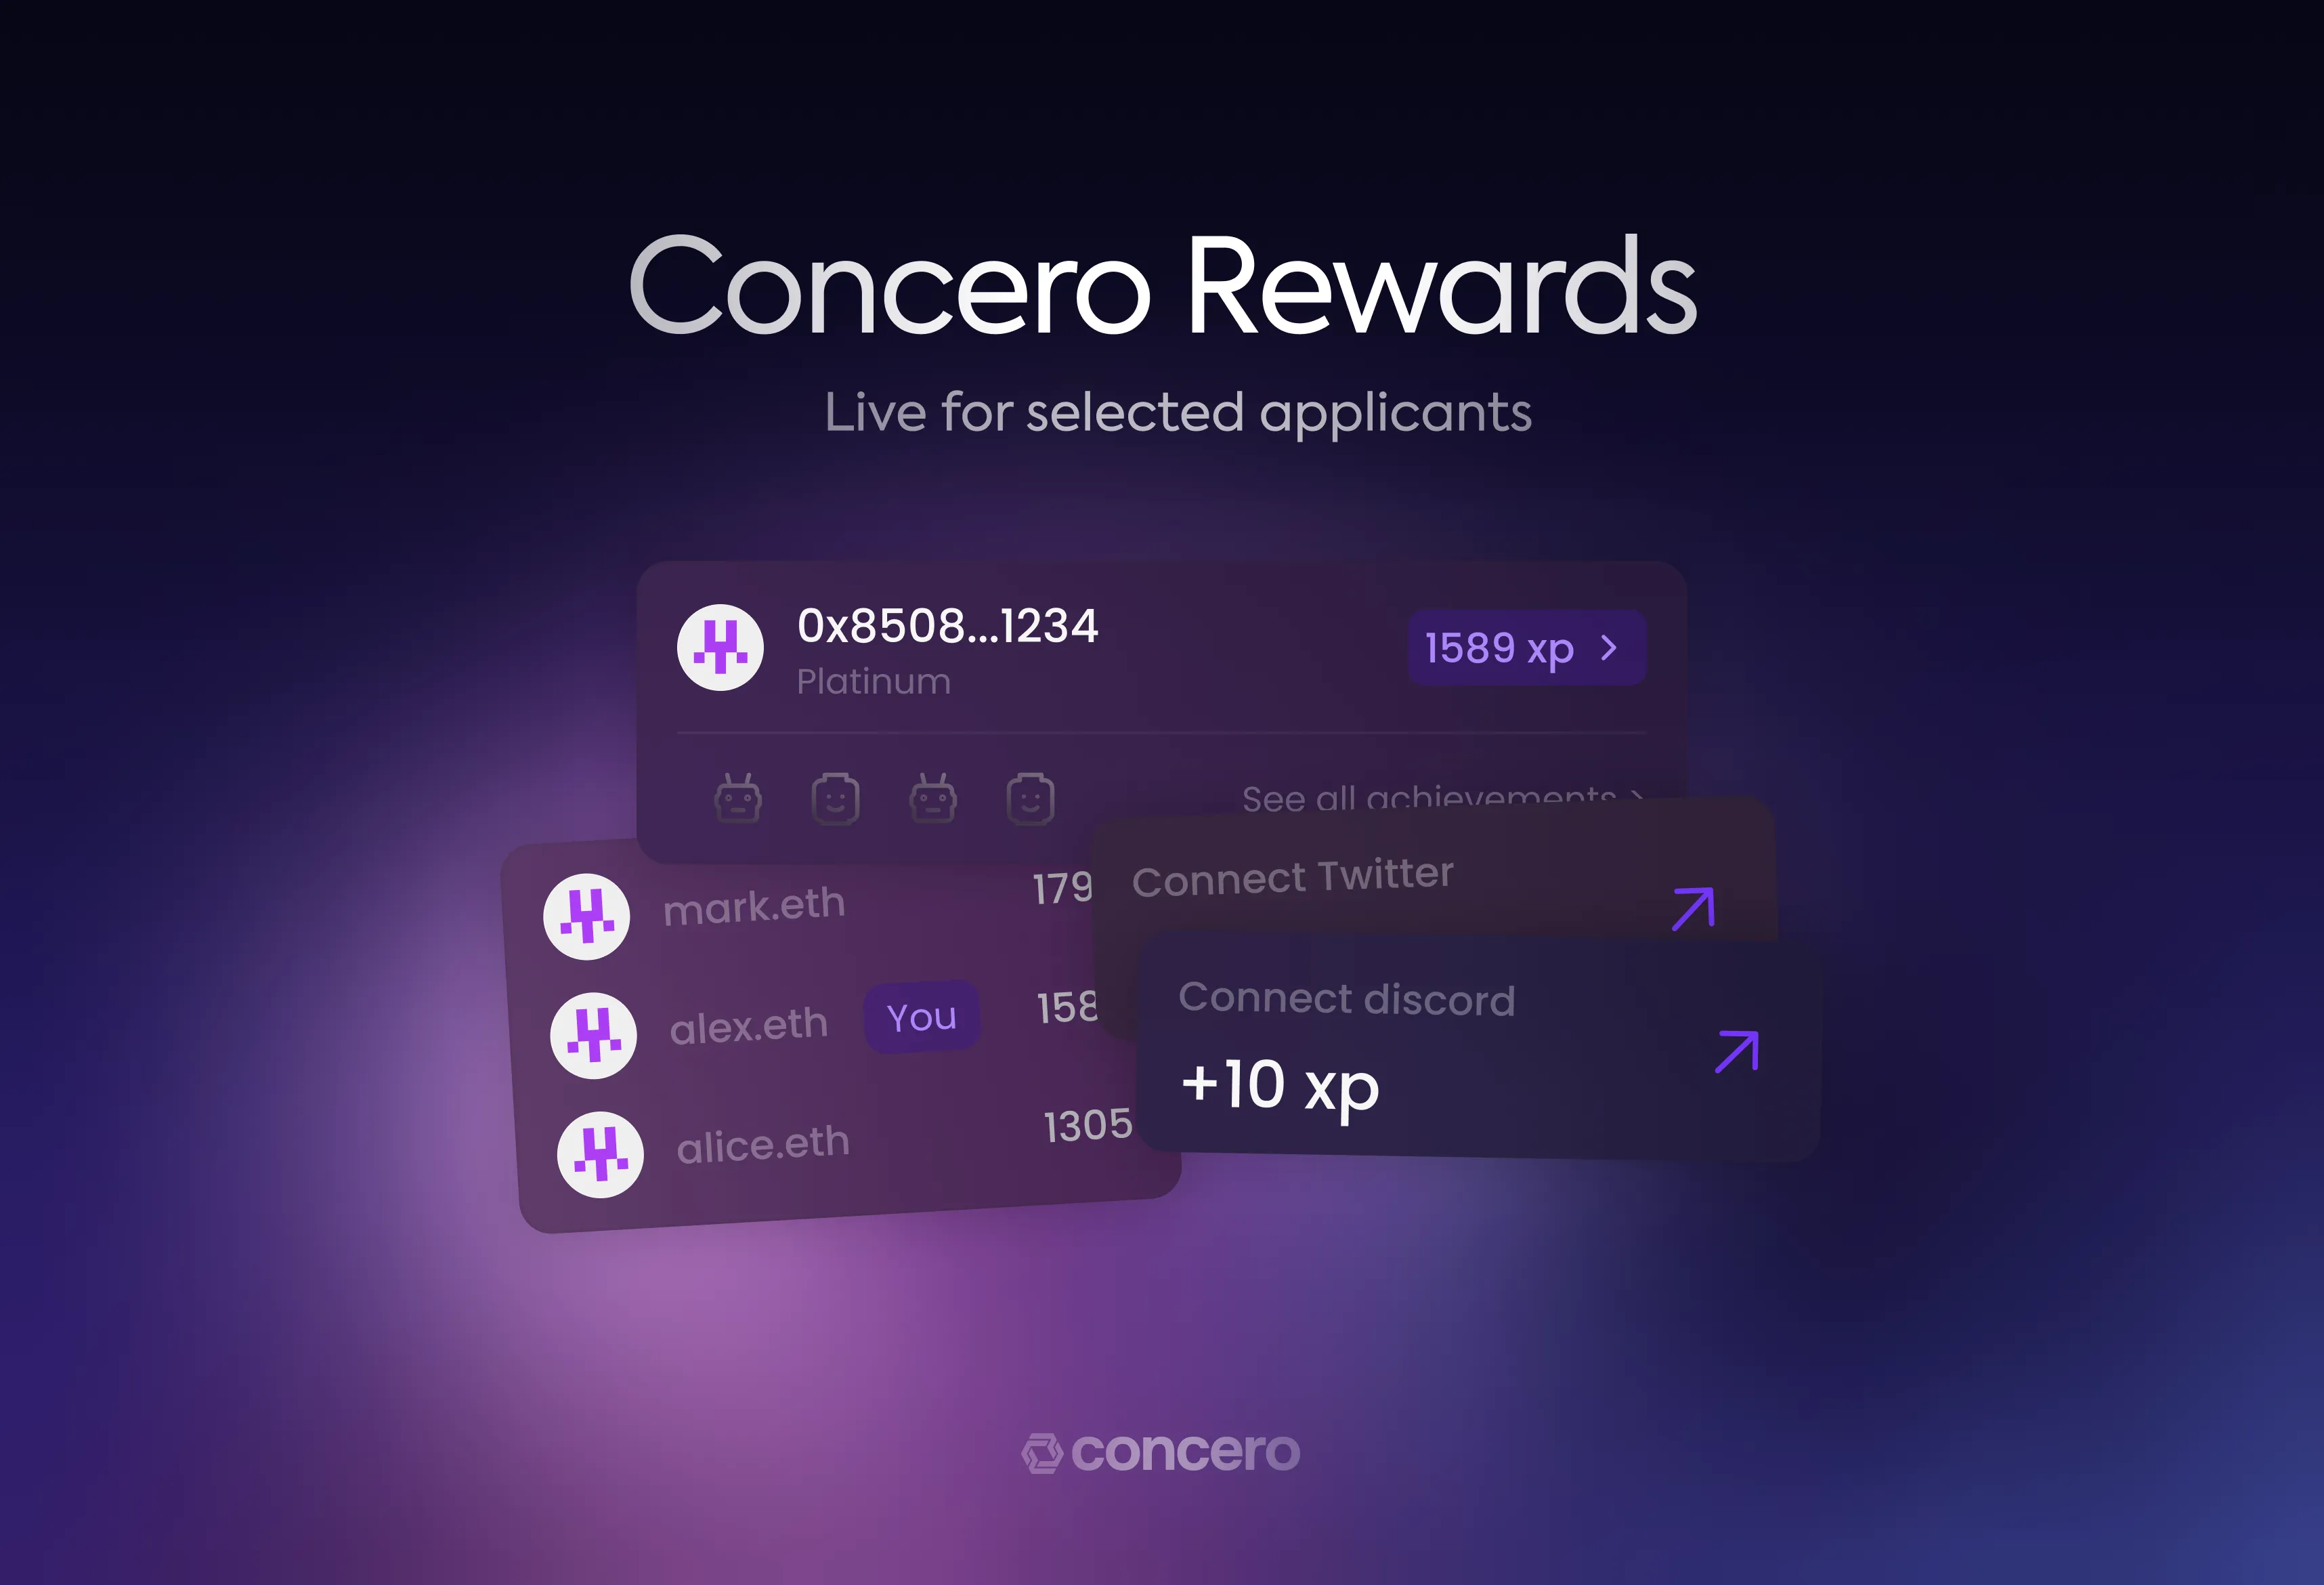 Concero Rewards
Live for selected applicants
0x8508...1234
Platinum
1589 xp
See all achievements
mark.eth
179
Connect Twitter
alex.eth
You
158
Connect discord
+10 xp
alice.eth
1305
concero